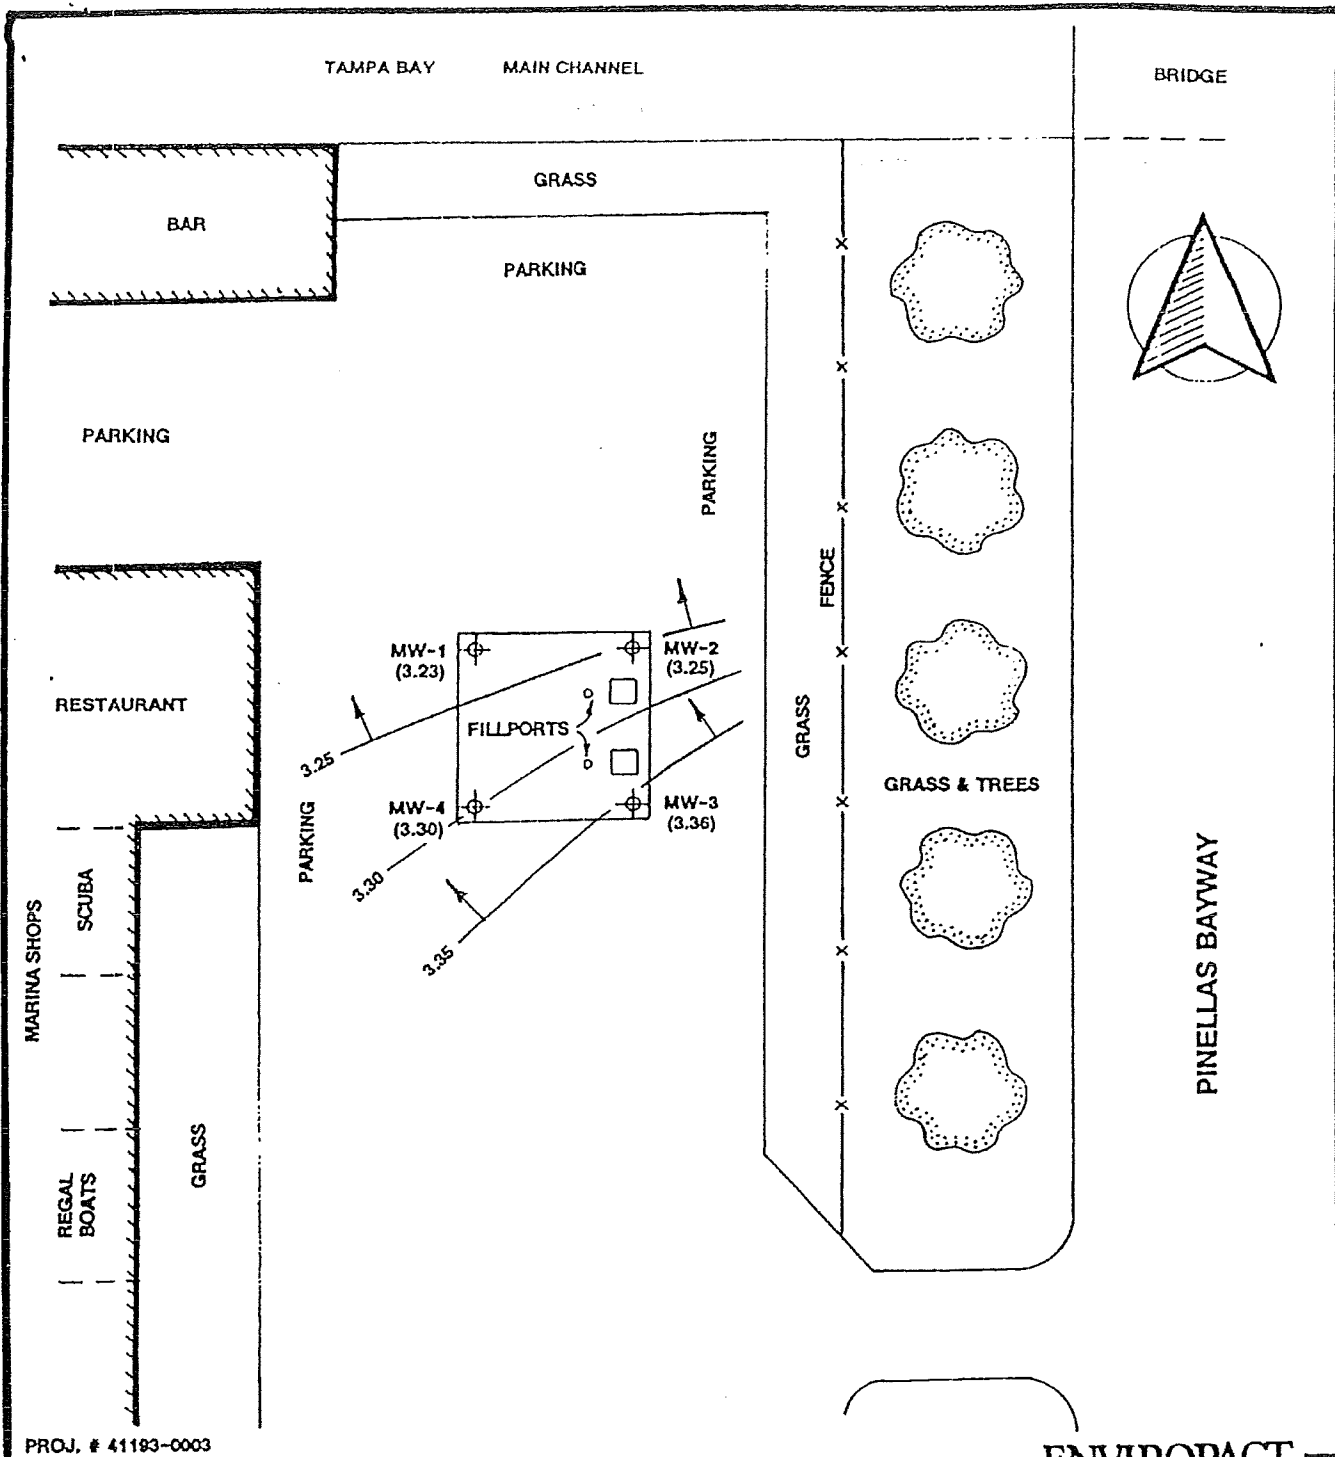 TAMPA BAY MAIN CHANNEL
BRIDGE
GRASS
BAR
PARKING
PARKING
PARKING
FENCE
MW-1
(3.23)
MW-2
(3.25)
RESTAURANT
FILLPORTS
GRASS
3.25
GRASS & TREES
MW-4
(3.30)
MW-3
(3.36)
PARKING
3.30
3.35
SCUBA
MARINA SHOPS
PINELLAS BAYWAY
GRASS
REGAL
BOATS
PROJ. # 41193-0003
ENVIROPACT